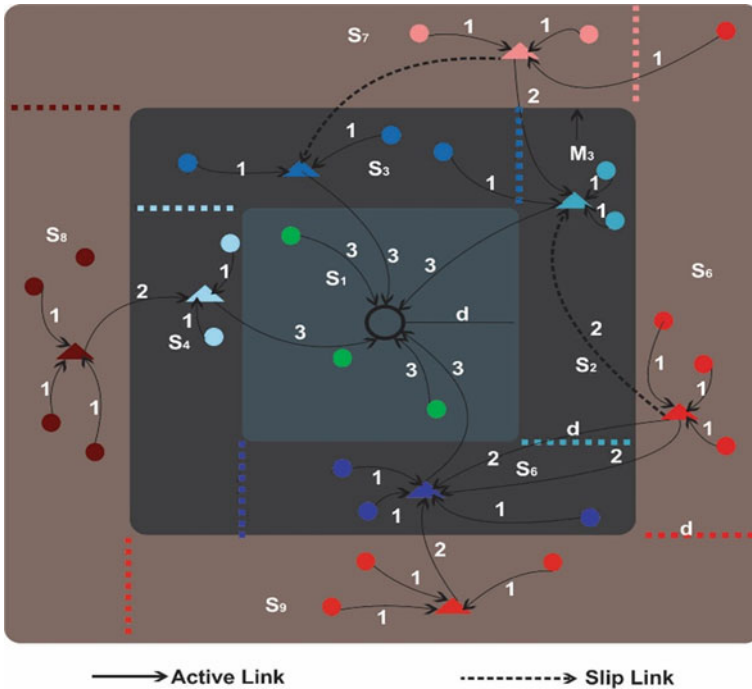 S7 1 1
1
2
1 S3 1 M3
1 1 1
1
S8 3 3 3
S1 1
S6
2 1
1 d 2
1 S4 3 3 S2 1 1
3
1 1 d 1
2 S6 2
1
1 1
2 d
1 1
S9 1
Active Link Slip Link